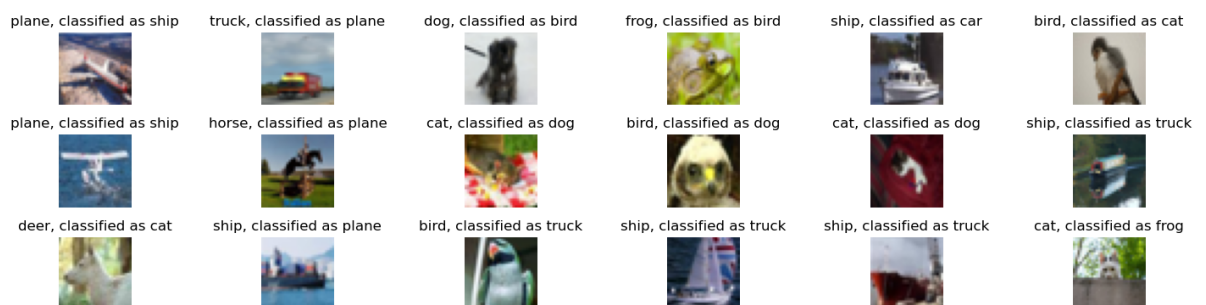 plane, classified as ship truck, classified as plane dog, classified as bird frog, classified as bird ship, classified as car bird, classified as cat
plane, classified as ship horse, classified as plane cat, classified as dog bird, classified as dog cat, classified as dog ship, classified as truck
deer, classified as cat ship, classified as plane bird, classified as truck ship, classified as truck ship, classified as truck cat, classified as frog